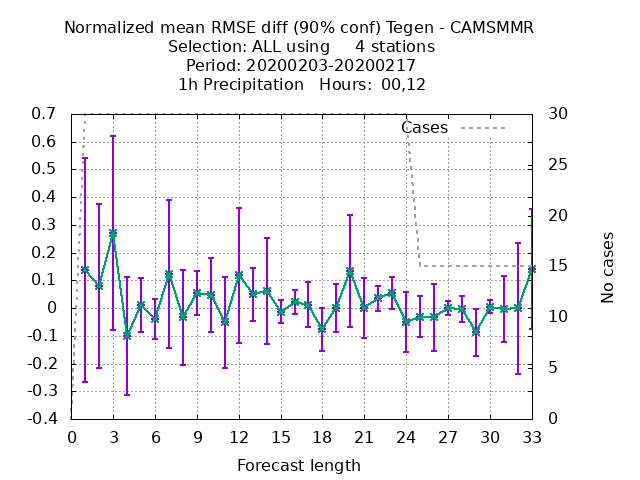 Normalized mean RMSE diff (90% conf) Tegen - CAMSMMR
Selection: ALL using     4 stations
Period: 20200203-20200217
1h Precipitation   Hours: 00,12
Cases
0.7
0.6
0.5
0.4
0.3
0.2
0.1
0
-0.1
-0.2
-0.3
-0.4
30
25
20
15
10
5
0
No cases
0 3 6 9 12 15 18 21 24 27 30 33
Forecast length